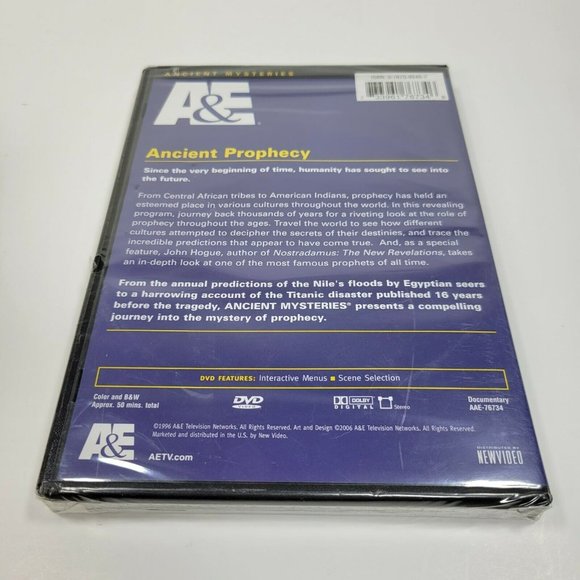 ANCIENT MYSTERIES
A&E
Ancient Prophecy
Since the very beginning of time, humanity has sought to see into
the future.
From Central African tribes to American Indians, prophecy has held an
esteemed place in various cultures throughout the world. In this revealing
program, journey back thousands of years for a riveting look at the role of
prophecy throughout the ages. Travel the world to see how different
cultures attempted to decipher the secrets of their destinies, and trace the
incredible predictions that appear to have come true. And, as a special
feature, John Hogue, author of Nostradamus: The New Revelations, takes
an in-depth look at one of the most famous prophets of all time.
From the annual predictions of the Nile's floods by Egyptian seers
to a harrowing account of the Titanic disaster published 16 years
before the tragedy, ANCIENT MYSTERIES® presents a compelling
journey into the mystery of prophecy.
DVD FEATURES: Interactive Menus ■ Scene Selection
Color and B&W
Approx. 50 mins. total
DVD
VIDEO
DOLBY
DIGITAL
Stereo
Documentary
AAE-76734
©1996 A&E Television Networks. All Rights Reserved. Art and Design ©2006 A&E Television Networks. All Rights Reserved.
Marketed and distributed in the U.S. by New Video.
A&E
AETV.com
DISTRIBUTED BY
NEWVIDEO